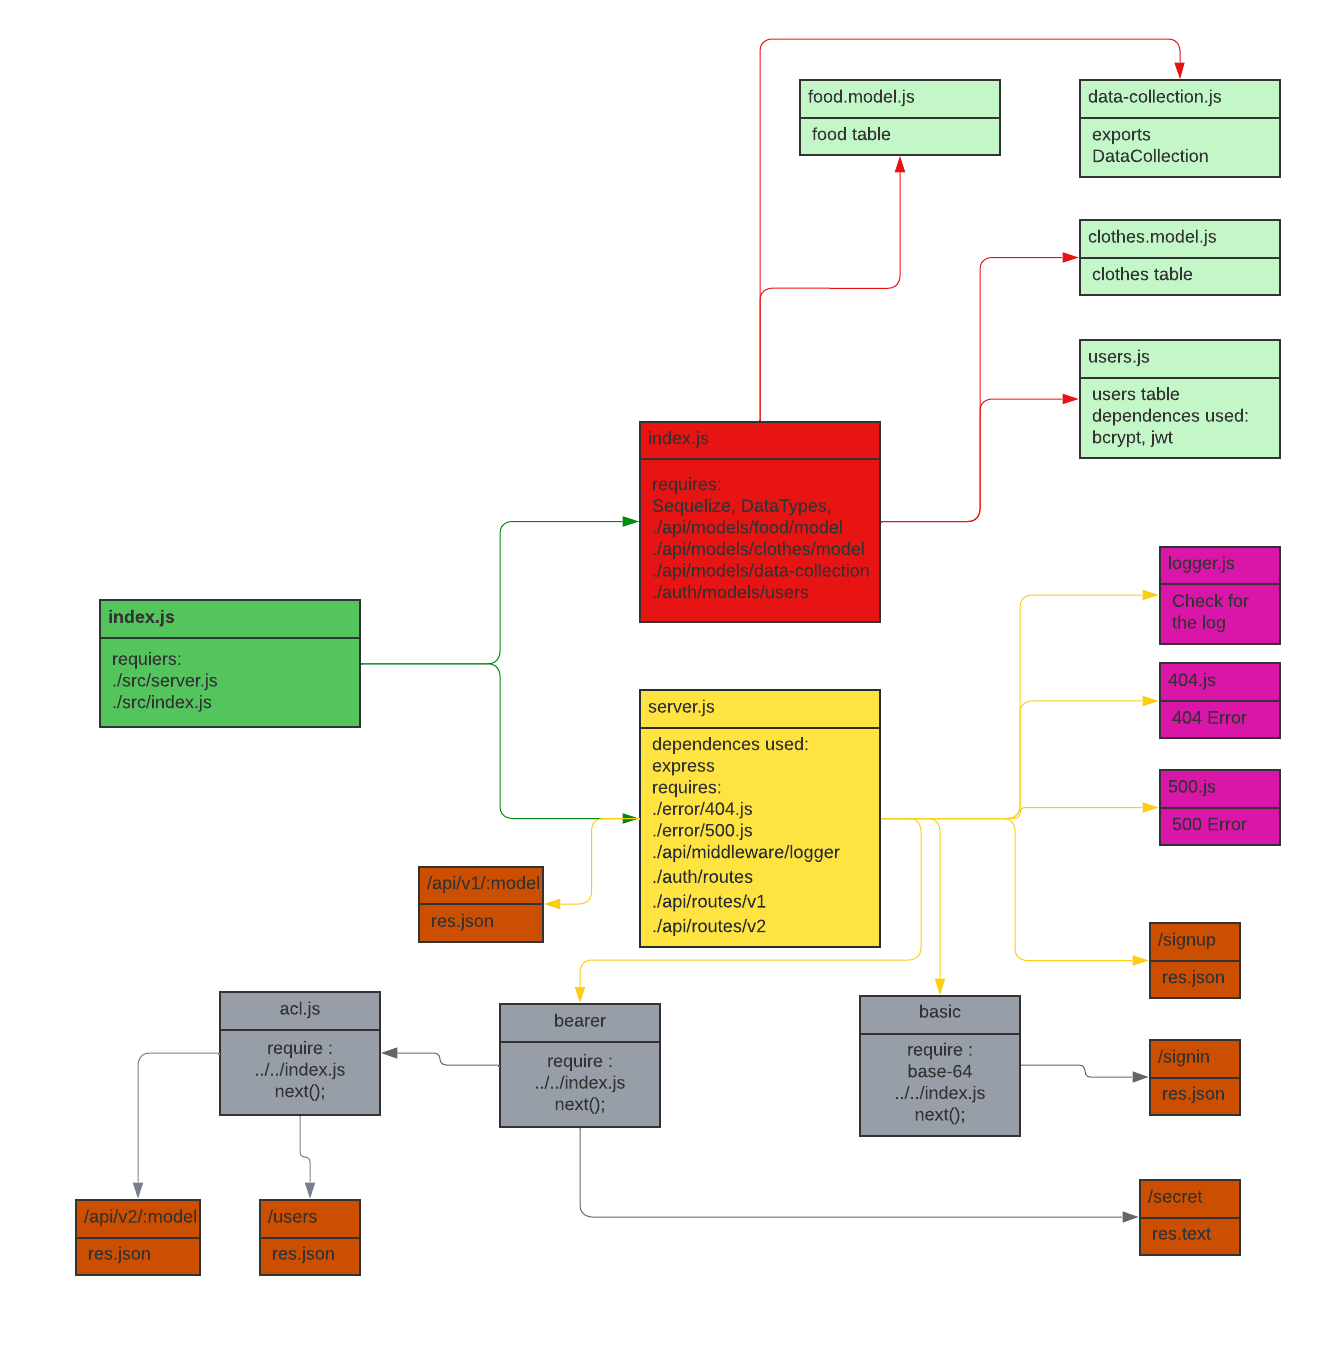 food.model.js
food table
data-collection.js
exports
DataCollection
clothes.model.js
clothes table
users.js
users table
dependences used:
bcrypt, jwt
index.js
requires:
Sequelize, DataTypes,
./api/models/food/model
./api/models/clothes/model
./api/models/data-collection
./auth/models/users
logger.js
Check for
the log
index.js
requiers:
./src/server.js
./src/index.js
404.js
404 Error
server.js
dependences used:
express
requires:
./error/404.js
./error/500.js
./api/middleware/logger
./auth/routes
./api/routes/v1
./api/routes/v2
500.js
500 Error
/api/v1/:model
res.json
/signup
res.json
acl.js
require :
../../index.js
next();
bearer
require :
../../index.js
next();
basic
require :
base-64
../../index.js
next();
/signin
res.json
/api/v2/:model
res.json
/users
res.json
/secret
res.text